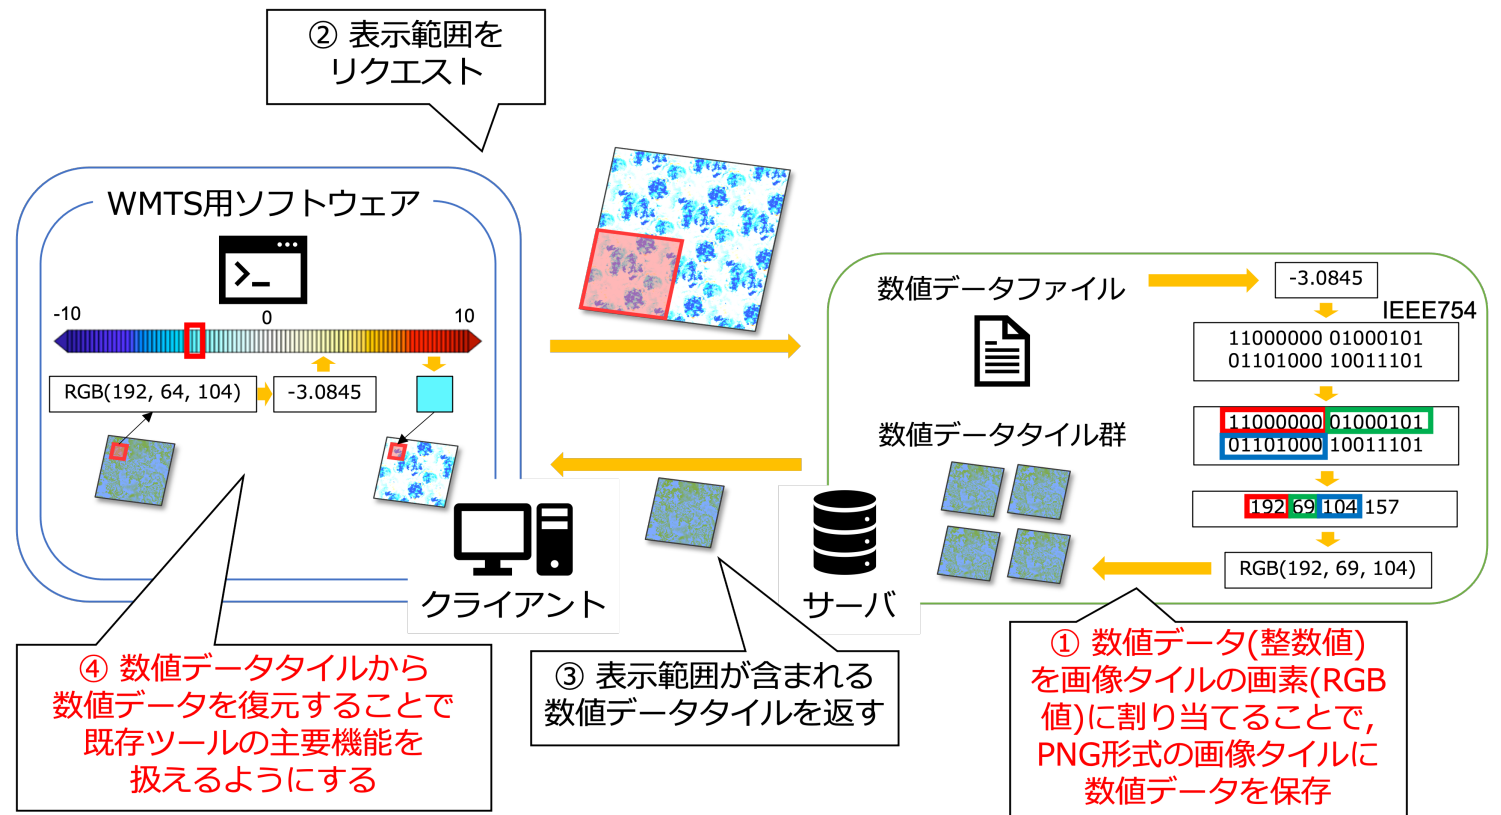 ② 表示範囲を
リクエスト
WMTS用ソフトウェア
-10
0
10
RGB(192, 64, 104)
-3.0845
クライアント
数値データファイル
-3.0845
IEEE754
11000000 01000101
01101000 10011101
11000000 01000101
01101000 10011101
数値データタイル群
192 69 104 157
RGB(192, 69, 104)
サーバ
④ 数値データタイルから
数値データを復元することで
既存ツールの主要機能を
扱えるようにする
③ 表示範囲が含まれる
数値データタイルを返す
① 数値データ(整数値)
を画像タイルの画素(RGB
値)に割り当てることで,
PNG形式の画像タイルに
数値データを保存